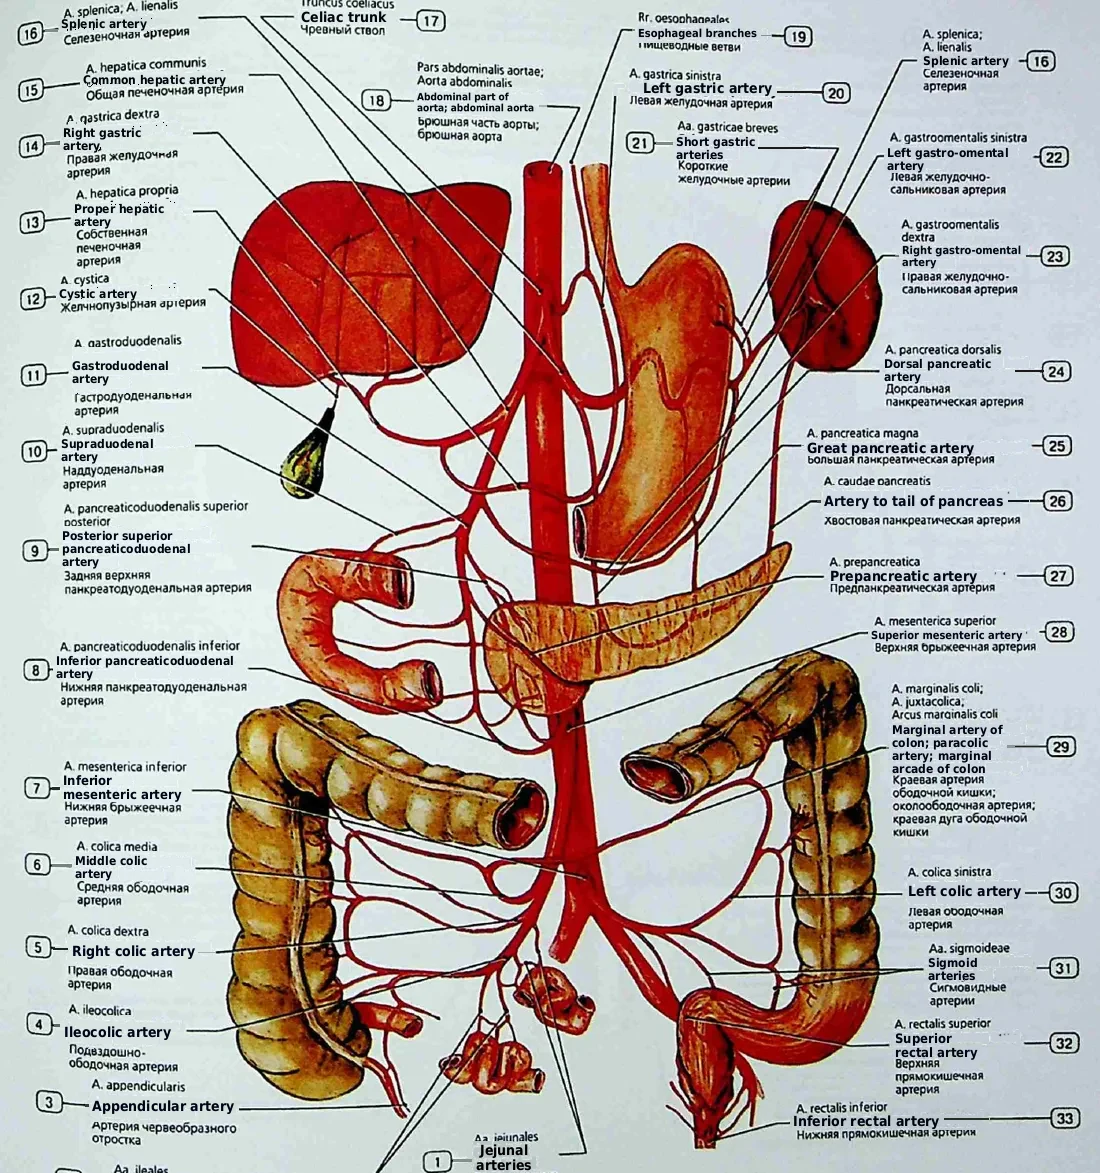 A. splenica; A. lienalis
16
Splenic artery
Селезеночная артерия
Truncus coeliacus
Celiac trunk
17
Чревный ствол
A. hepatica communis
15
Common hepatic artery
Общая печеночная артерия
A. gastrica dextra
14
Right gastric
artery,
Правая желудочная
артерия
A. hepatica propria
13
Proper hepatic
artery
Собственная
печеночная
артерия
A. cystica
12
Cystic artery
Желчнопузырная артерия
A. gastroduodenalis
11
Gastroduodenal
artery
Гастродуоденальная
артерия
A. supraduodenalis
10
Supraduodenal
artery
Наддуоденальная
артерия
A. pancreaticoduodenalis superior
posterior
9
Posterior superior
pancreaticoduodenal
artery
Задняя верхняя
панкреатодуоденальная артерия
A. pancreaticoduodenalis inferior
8
Inferior pancreaticoduodenal
artery
Нижняя панкреатодуоденальная
артерия
A. mesenterica inferior
7
Inferior
mesenteric artery
Нижняя брыжеечная
артерия
A. colica media
6
Middle colic
artery
Средняя ободочная
артерия
A. colica dextra
5
Right colic artery
Правая ободочная
артерия
A. ileocolica
4
Ileocolic artery
Подвздошно-
ободочная артерия
A. appendicularis
3
Appendicular artery
Артерия червеобразного
отростка
Aa. ileales
Aa. jejunales
1
Jejunal
arteries
Pars abdominalis aortae;
Aorta abdominalis
18
Abdominal part of
aorta; abdominal aorta
Брюшная часть аорты;
брюшная аорта
Rr. oesophageales
Esophageal branches
19
Пищеводные ветви
A. gastrica sinistra
Left gastric artery
20
Левая желудочная артерия
Aa. gastricae breves
21
Short gastric
arteries
Короткие
желудочные артерии
A. splenica;
A. lienalis
Splenic artery
16
Селезеночная
артерия
A. gastroomentalis sinistra
Left gastro-omental
artery
22
Левая желудочно-
сальниковая артерия
A. gastroomentalis
dextra
Right gastro-omental
artery
23
Правая желудочно-
сальниковая артерия
A. pancreatica dorsalis
Dorsal pancreatic
artery
24
Дорсальная
панкреатическая артерия
A. pancreatica magna
Great pancreatic artery
25
Большая панкреатическая артерия
A. caudae pancreatis
Artery to tail of pancreas
26
Хвостовая панкреатическая артерия
A. prepancreatica
Prepancreatic artery
27
Предпанкреатическая артерия
A. mesenterica superior
Superior mesenteric artery
28
Верхняя брыжеечная артерия
A. marginalis coli;
A. juxtacolica;
Arcus marginalis coli
Marginal artery of
colon; paracolic
artery; marginal
arcade of colon
29
Краевая артерия
ободочной кишки;
околоободочная артерия;
краевая дуга ободочной
кишки
A. colica sinistra
Left colic artery
30
Левая ободочная
артерия
Aa. sigmoideae
Sigmoid
arteries
31
Сигмовидные
артерии
A. rectalis superior
Superior
rectal artery
32
Верхняя
прямокишечная
артерия
A. rectalis inferior
Inferior rectal artery
33
Нижняя прямокишечная артерия